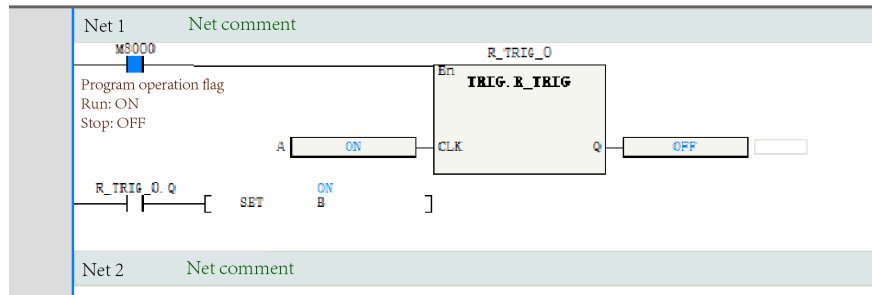 Net 1 Net comment
M8000
R_TRIG_0
En
TRIG.R_TRIG
Program operation flag
Run: ON
Stop: OFF
A ON CLK Q OFF
R_TRIG_0.Q
ON
SET B
Net 2 Net comment